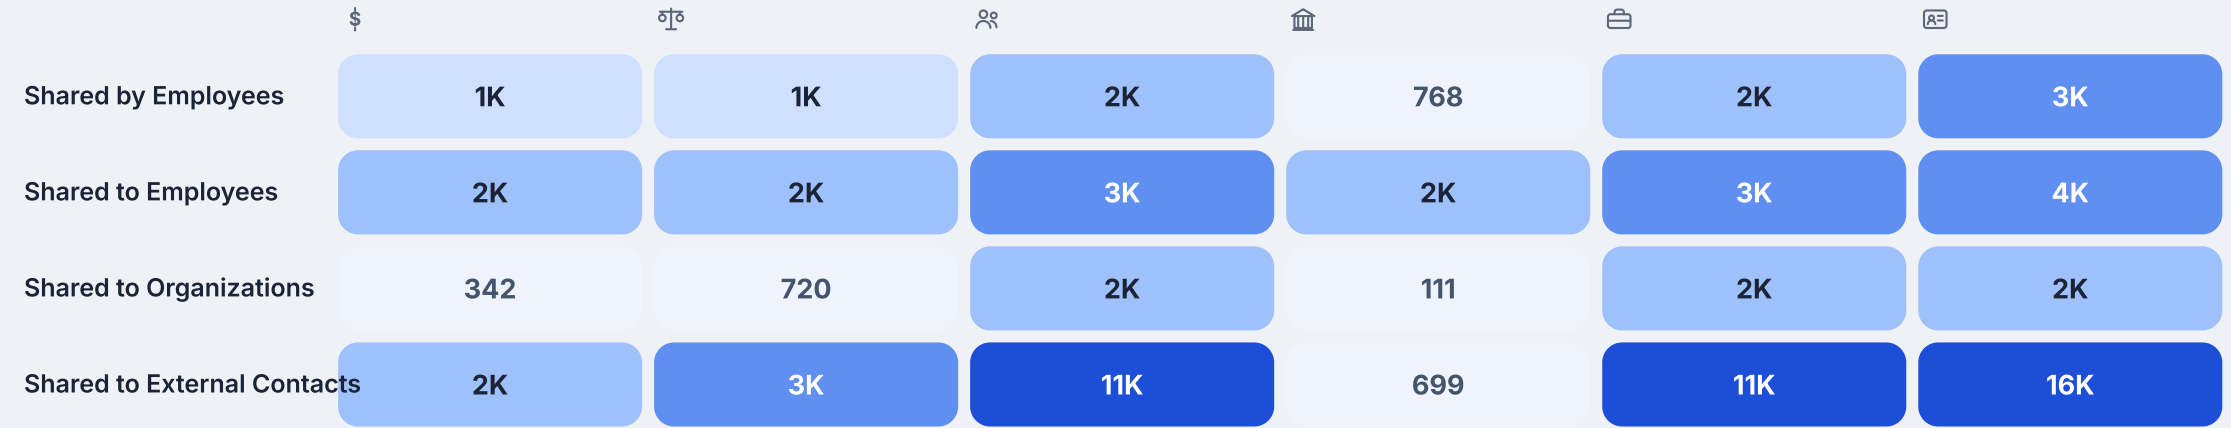 $
Shared by Employees 1K 1K 2K 768 2K 3K
Shared to Employees 2K 2K 3K 2K 3K 4K
Shared to Organizations 342 720 2K 111 2K 2K
Shared to External Contacts 2K 3K 11K 699 11K 16K